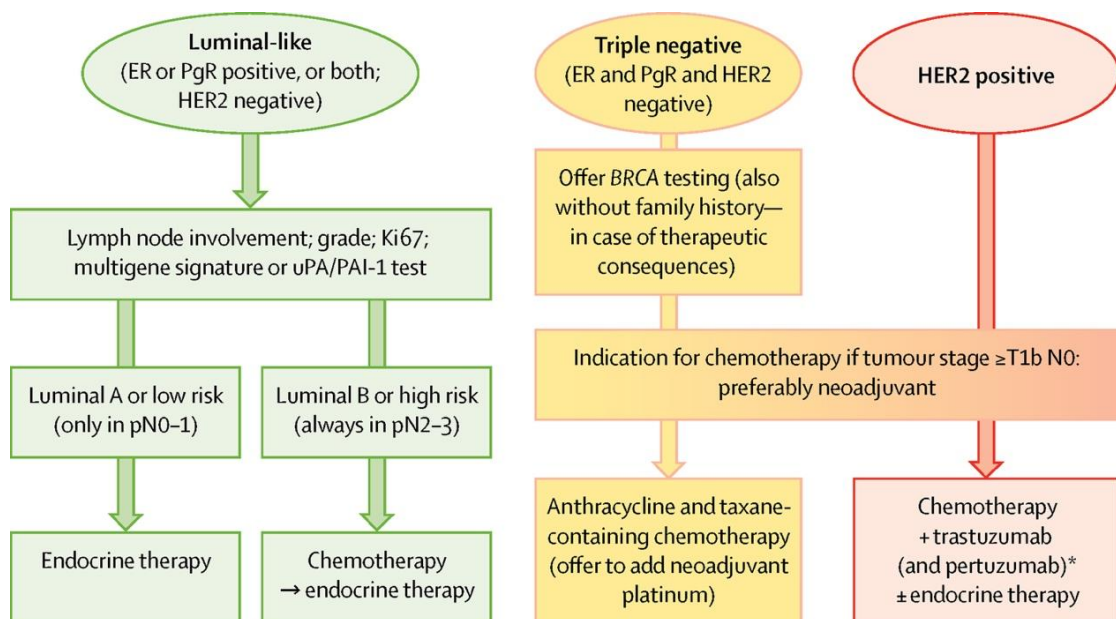 Luminal-like
(ER or PgR positive, or both;
HER2 negative)
Lymph node involvement; grade; Ki67;
multigene signature or uPA/PAI-1 test
Luminal A or low risk
(only in pN0–1)
Luminal B or high risk
(always in pN2–3)
Endocrine therapy
Chemotherapy
→ endocrine therapy
Triple negative
(ER and PgR and HER2
negative)
Offer BRCA testing (also
without family history—
in case of therapeutic
consequences)
HER2 positive
Indication for chemotherapy if tumour stage ≥T1b N0:
preferably neoadjuvant
Anthracycline and taxane-
containing chemotherapy
(offer to add neoadjuvant
platinum)
Chemotherapy
+ trastuzumab
(and pertuzumab)*
± endocrine therapy